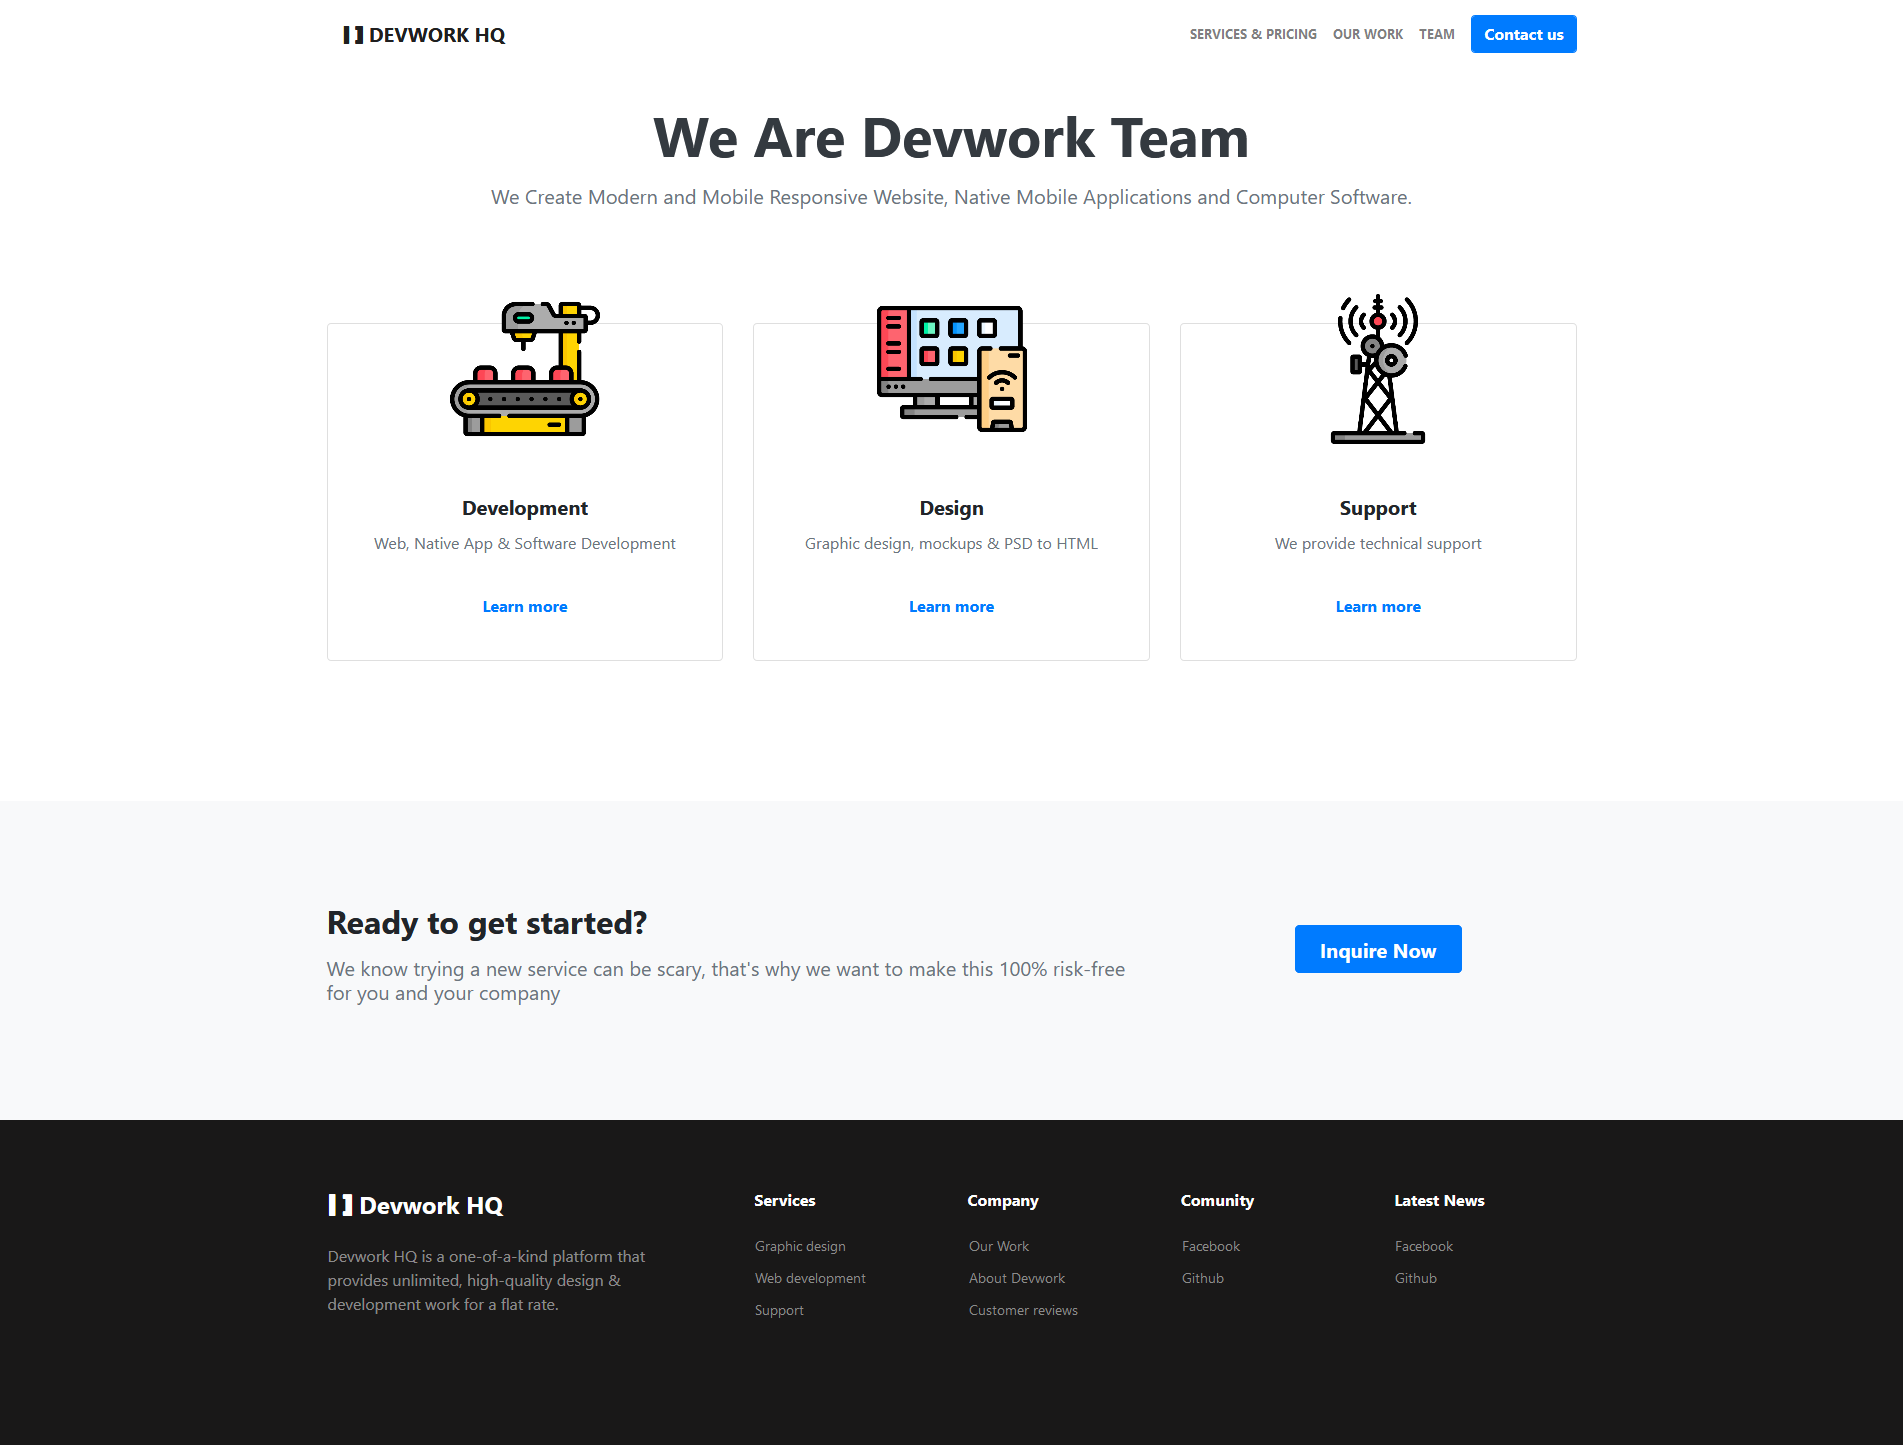 DEVWORK HQ
SERVICES & PRICING OUR WORK TEAM Contact us
We Are Devwork Team
We Create Modern and Mobile Responsive Website, Native Mobile Applications and Computer Software.
Development
Web, Native App & Software Development
Learn more
Design
Graphic design, mockups & PSD to HTML
Learn more
Support
We provide technical support
Learn more
Ready to get started?
We know trying a new service can be scary, that's why we want to make this 100% risk-free
for you and your company
Inquire Now
Devwork HQ
Devwork HQ is a one-of-a-kind platform that
provides unlimited, high-quality design &
development work for a flat rate.
Services
Graphic design
Web development
Support
Company
Our Work
About Devwork
Customer reviews
Comunity
Facebook
Github
Latest News
Facebook
Github